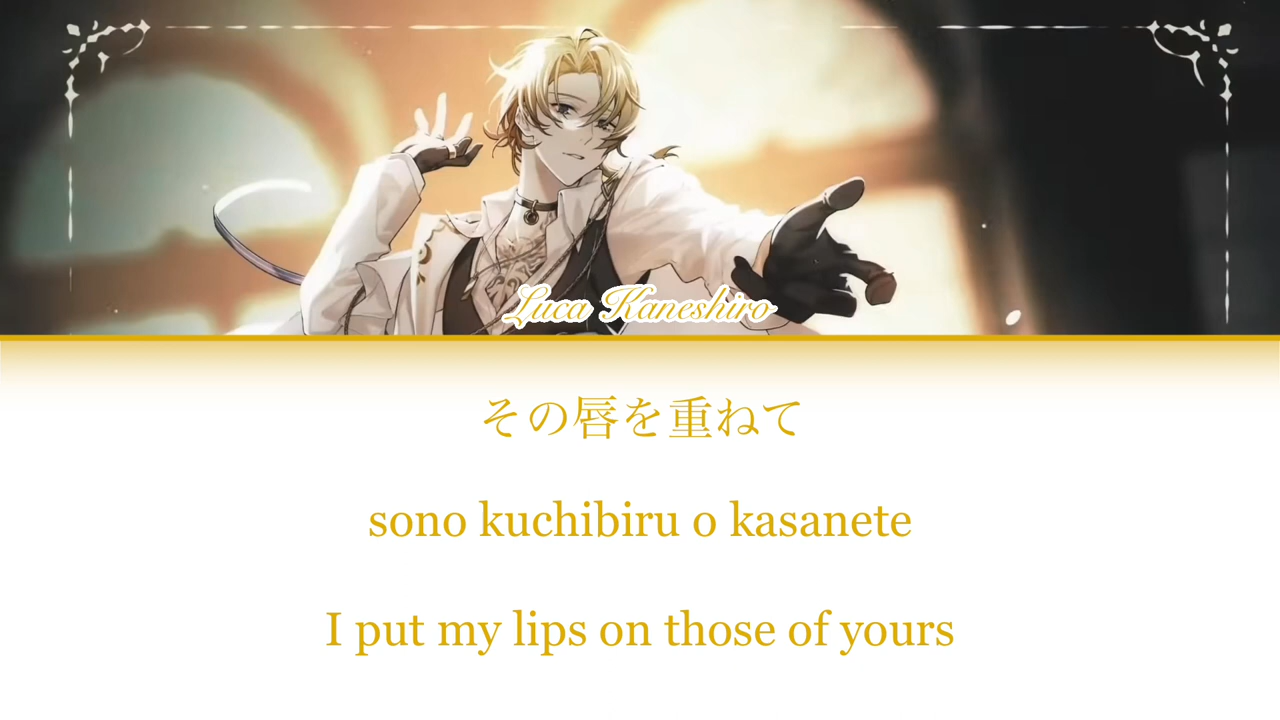 Luca Kaneshiro
その唇を重ねて
sono kuchibiru o kasanete
I put my lips on those of yours